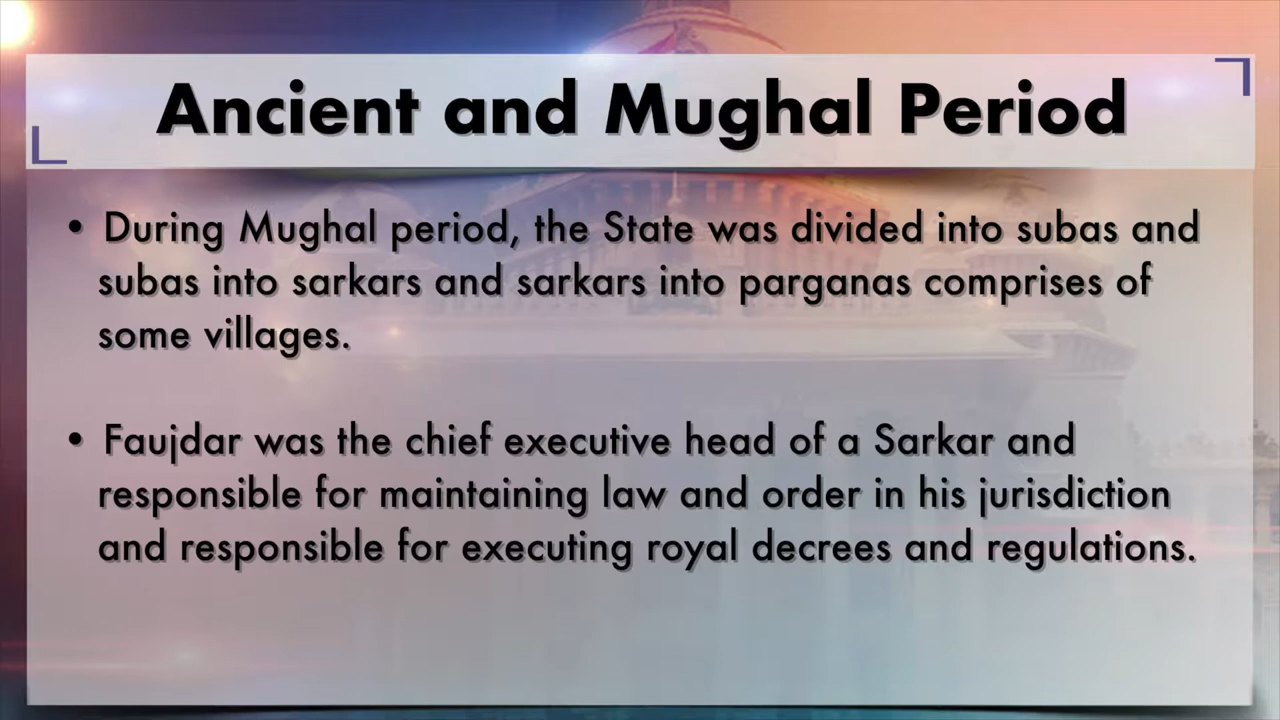 Ancient and Mughal Period
• During Mughal period, the State was divided into subas and
subas into sarkars and sarkars into parganas comprises of
some villages.
• Faujdar was the chief executive head of a Sarkar and
responsible for maintaining law and order in his jurisdiction
and responsible for executing royal decrees and regulations.